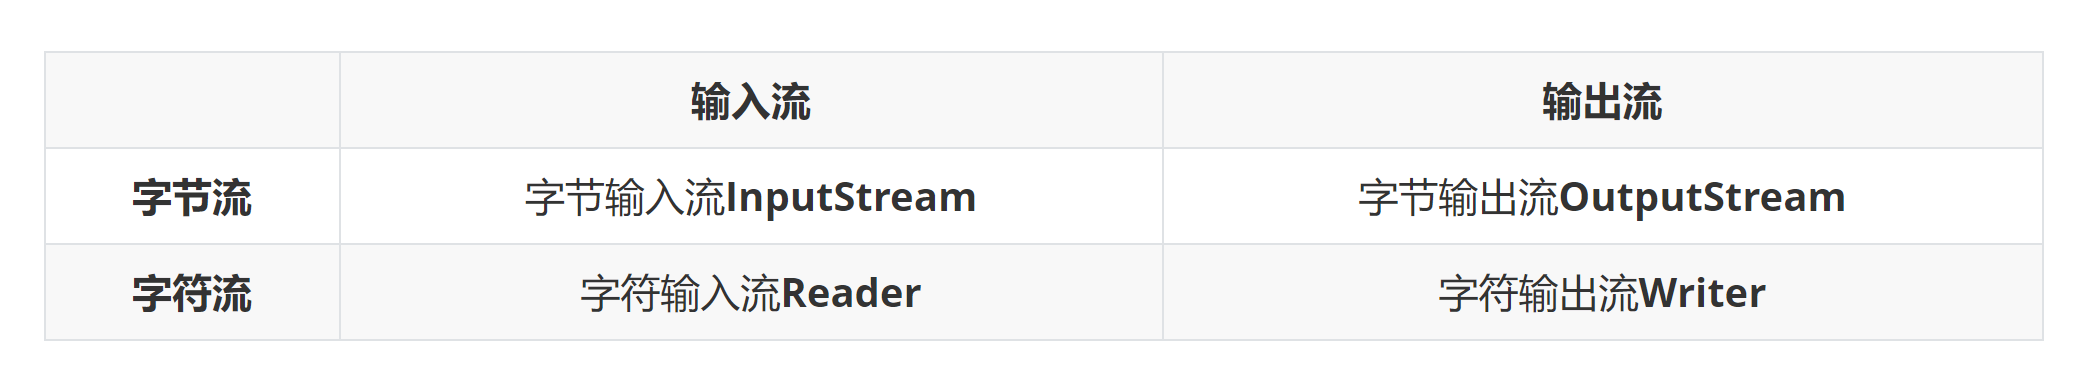 输入流 输出流
字节流 字节输入流InputStream 字节输出流OutputStream
字符流 字符输入流Reader 字符输出流Writer